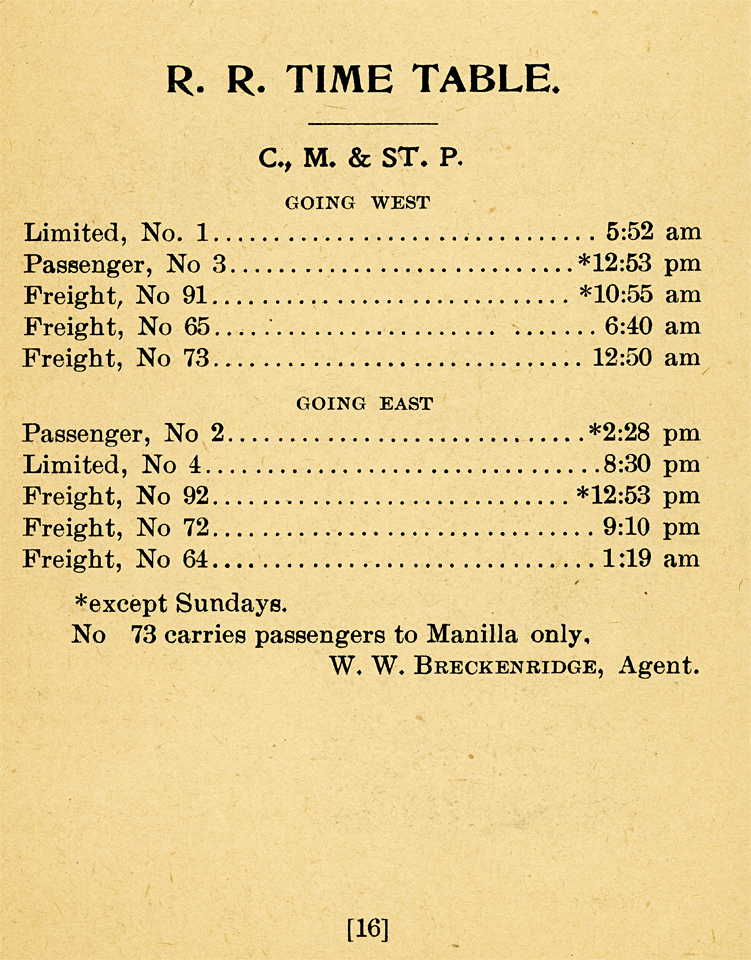 R. R. TIME TABLE.
C., M. & ST. P.
GOING WEST
Limited, No. 1................................ 5:52 am
Passenger, No 3.............................*12:53 pm
Freight, No 91.............................. *10:55 am
Freight, No 65........................ ....... 6:40 am
Freight, No 73............................... 12:50 am
GOING EAST
Passenger, No 2..............................*2:28 pm
Limited, No 4.................................8:30 pm
Freight, No 92.............................. *12:53 pm
Freight, No 72................................ 9:10 pm
Freight, No 64................................ 1:19 am
*except Sundays.
No 73 carries passengers to Manilla only.
W. W. BRECKENRIDGE, Agent.
[16]